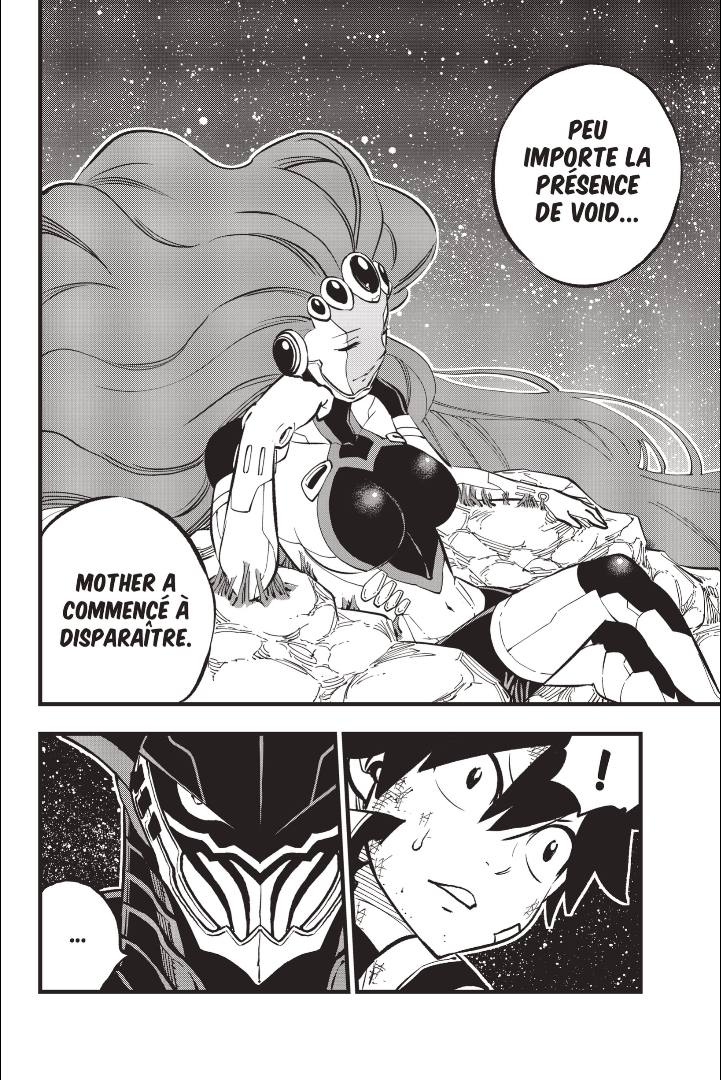 PEU
IMPORTE LA
PRÉSENCE
DE VOID...
MOTHER A
COMMENCÉ À
DISPARAÎTRE.
!
...